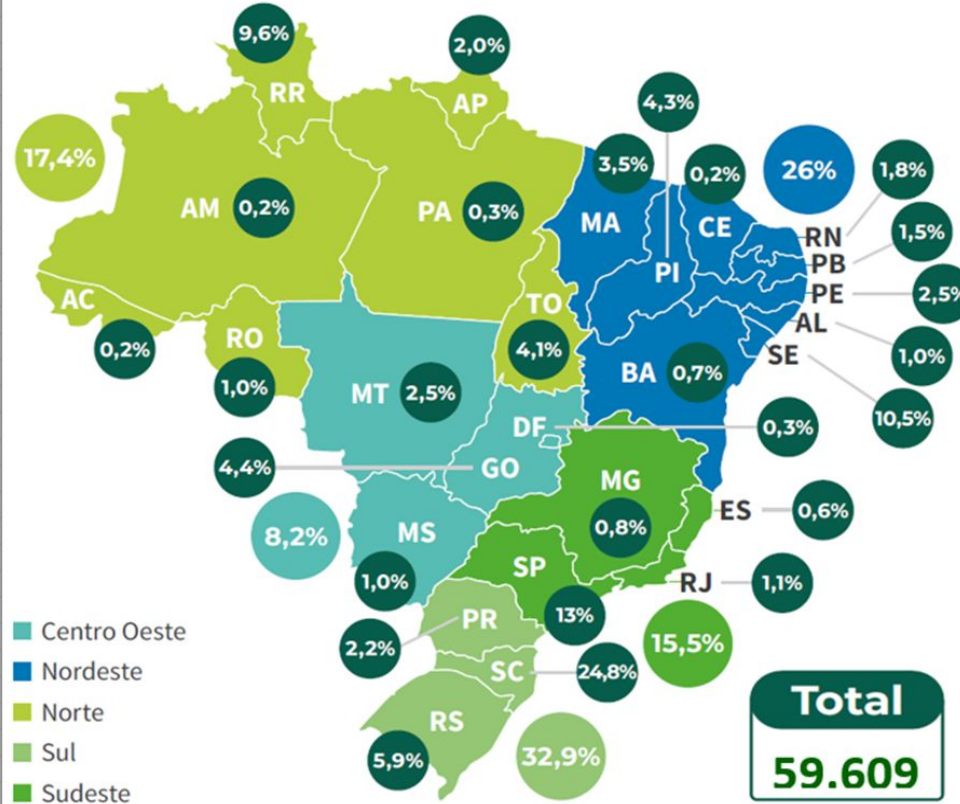 9,6%
RR
2,0%
AP
4,3%
17,4%
3,5%
0,2%
26%
1,8%
AM 0,2%
PA 0,3%
MA
CE
RN
1,5%
PB
PI
PE
2,5%
AC
TO
AL
0,2%
RO
4,1%
SE
1,0%
1,0%
MT 2,5%
BA 0,7%
10,5%
DF
0,3%
4,4%
GO
MG
0,8%
ES
0,6%
8,2%
MS
1,0%
SP
RJ
1,1%
13%
15,5%
PR
2,2%
SC
24,8%
RS
5,9%
32,9%
Centro Oeste
Nordeste
Norte
Sul
Sudeste
Total
59.609